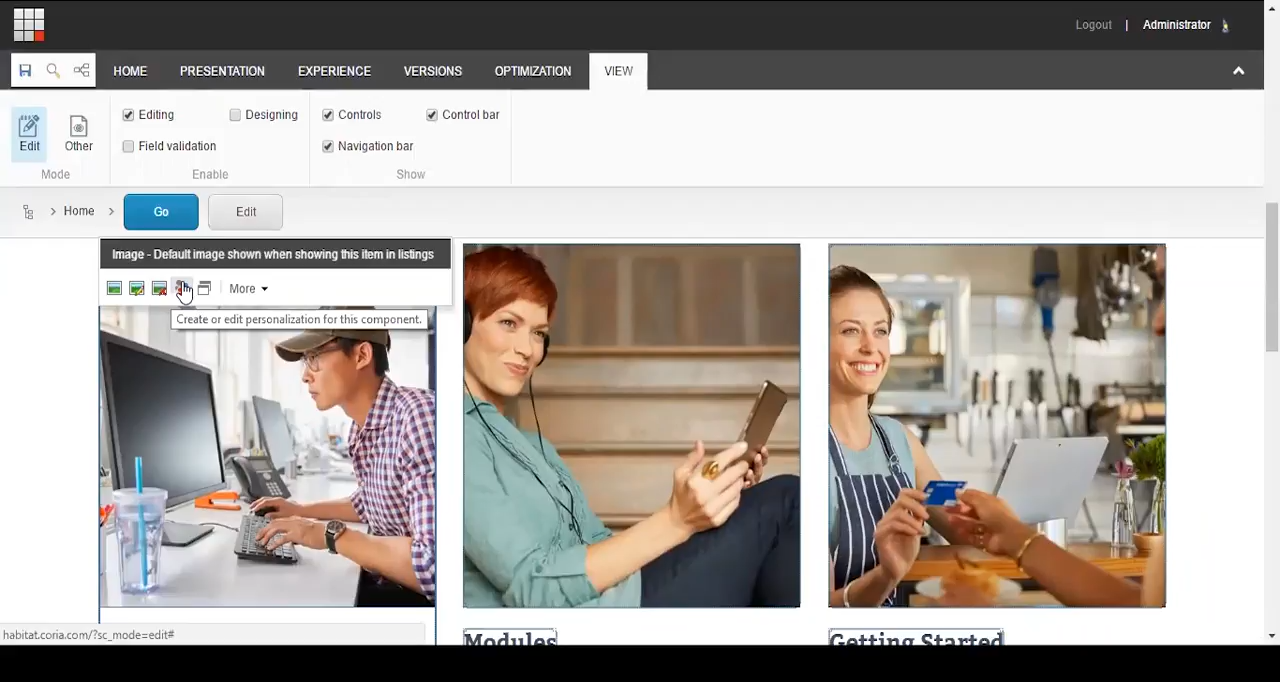 Logout | Administrator
HOME PRESENTATION EXPERIENCE VERSIONS OPTIMIZATION VIEW
Edit Other
Mode
Editing Designing
Field validation
Enable
Controls Control bar
Navigation bar
Show
Home Go Edit
Image - Default image shown when showing this item in listings
More
Create or edit personalization for this component.
Modules
Getting Started
habitat.coria.com/?sc_mode=edit#